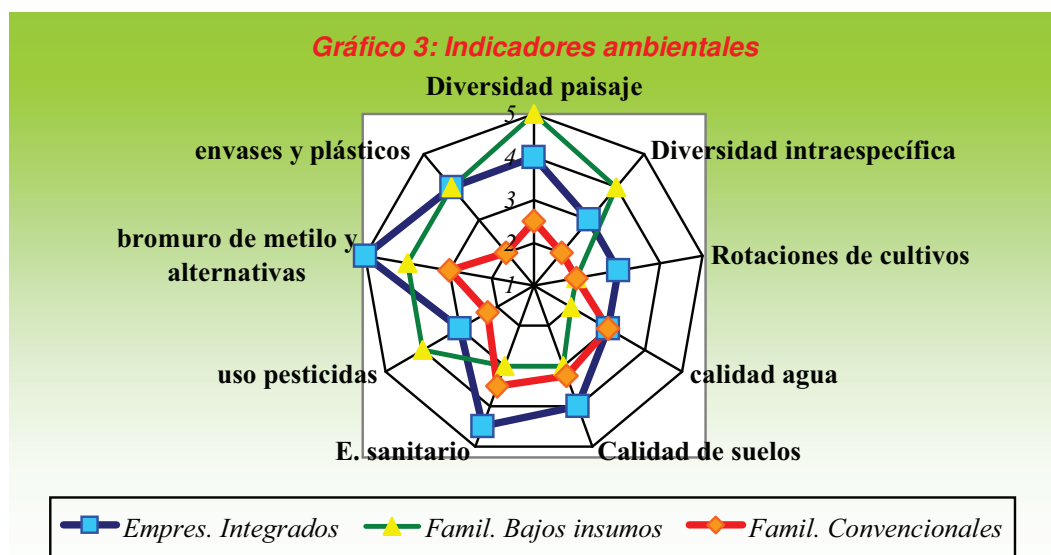 Gráfico 3: Indicadores ambientales
Diversidad paisaje
5
envases y plásticos
Diversidad intraespecífica
4
3
bromuro de metilo y
alternativas
Rotaciones de cultivos
2
1
uso pesticidas
calidad agua
E. sanitario
Calidad de suelos
Empres. Integrados
Famil. Bajos insumos
Famil. Convencionales